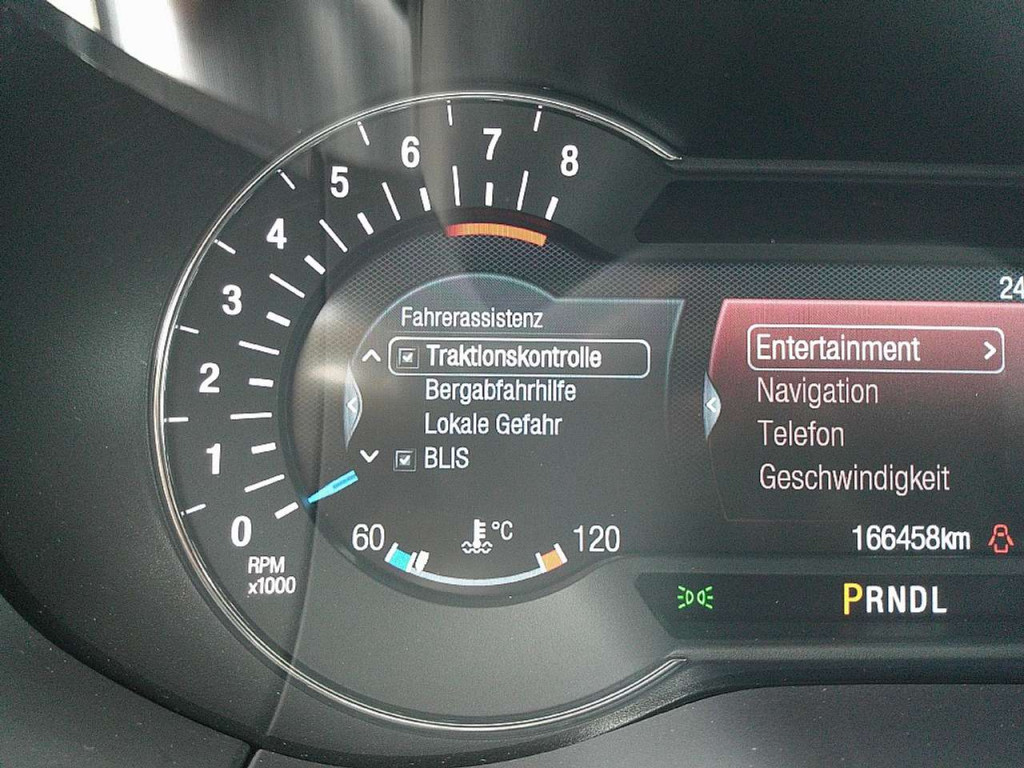 8
7
6
5
4
3
2
1
0
RPM
x1000
Fahrerassistenz
Traktionskontrolle
Bergabfahrhilfe
Lokale Gefahr
BLIS
60
°C
120
24
Entertainment >
Navigation
Telefon
Geschwindigkeit
166458km
PRNDL